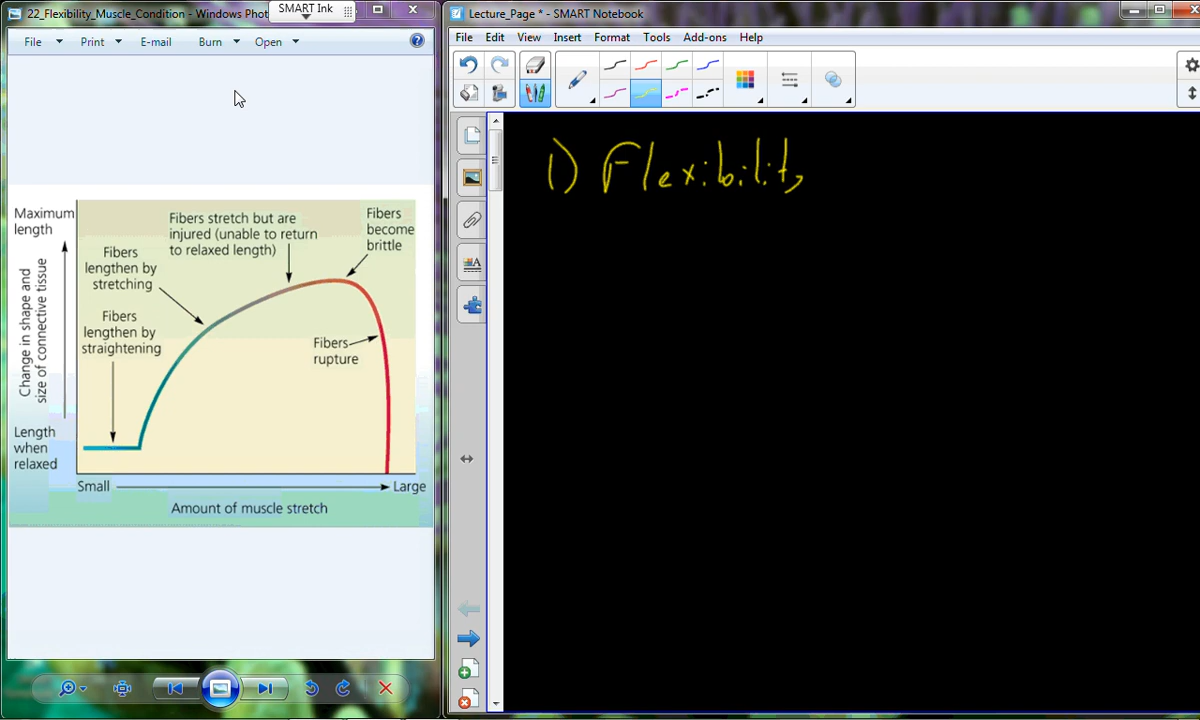 22_Flexibility_Muscle_Condition - Windows Phot
SMART Ink
File Print E-mail Burn Open
Maximum
length
Change in shape and
size of connective tissue
Length
when
relaxed
Fibers
lengthen by
straightening
Fibers
lengthen by
stretching
Fibers stretch but are
injured (unable to return
to relaxed length)
Fibers
become
brittle
Fibers
rupture
Small
Large
Amount of muscle stretch
Lecture_Page * - SMART Notebook
File Edit View Insert Format Tools Add-ons Help
1) Flexibility